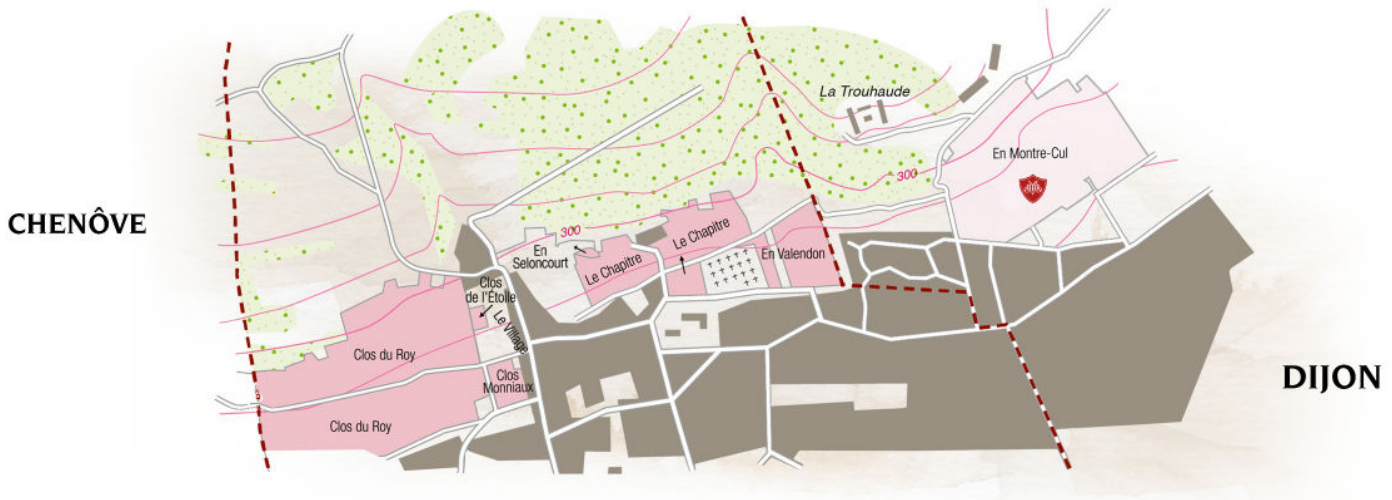 La Trouhaude
En Montre-Cul
300
CHENÔVE
300
Le Chapitre
En
Seloncourt
Le Chapitre
En Valendon
Clos
de l'Étoile
Le Village
Clos du Roy
Clos
Monniaux
DIJON
Clos du Roy